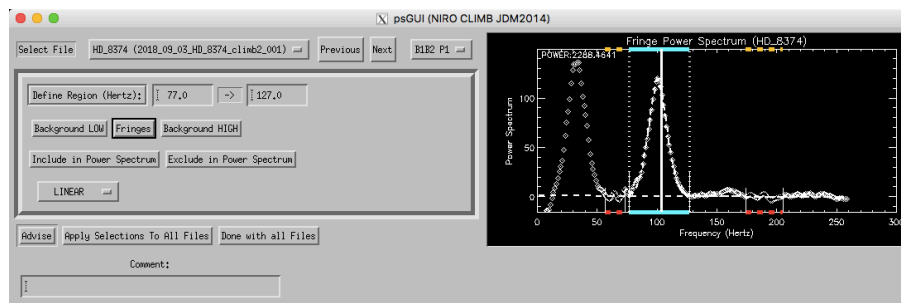 psGUI (NIRO CLIMB JDM2014)
Select File HD_8374 (2018_09_03_HD_8374_climb2_001) Previous Next B1B2 P1
Define Region (Hertz): 77.0 -> 127.0
Background LOW Fringes Background HIGH
Include in Power Spectrum Exclude in Power Spectrum
LINEAR
Advise Apply Selections To All Files Done with all Files
Comment:
Fringe Power Spectrum (HD_8374)
POWER:2288.4641
Power Spectrum
100
50
0
0 50 100 150 200 250 300
Frequency (Hertz)